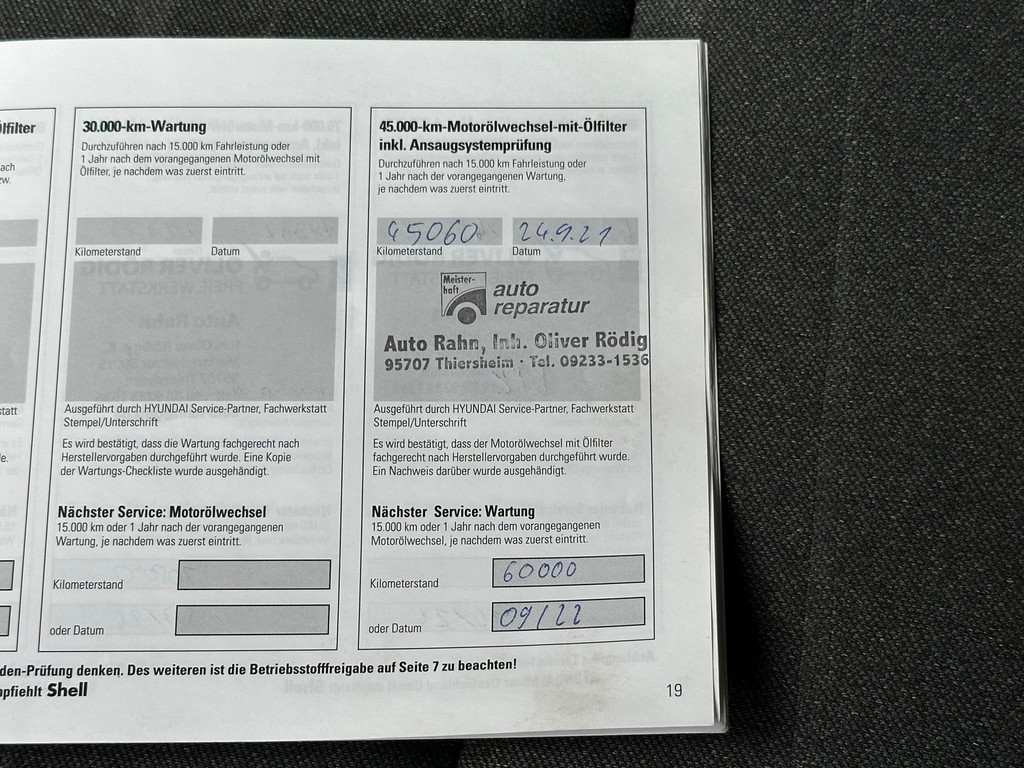 lfilter
ach
zw.
statt
e.
30.000-km-Wartung
Durchzuführen nach 15.000 km Fahrleistung oder
1 Jahr nach dem vorangegangenen Motorölwechsel mit
Ölfilter, je nachdem was zuerst eintritt.
Kilometerstand Datum
Ausgeführt durch HYUNDAI Service-Partner, Fachwerkstatt
Stempel/Unterschrift
Es wird bestätigt, dass die Wartung fachgerecht nach
Herstellervorgaben durchgeführt wurde. Eine Kopie
der Wartungs-Checkliste wurde ausgehändigt.
Nächster Service: Motorölwechsel
15.000 km oder 1 Jahr nach der vorangegangenen
Wartung, je nachdem was zuerst eintritt.
Kilometerstand
oder Datum
45.000-km-Motorölwechsel-mit-Ölfilter
inkl. Ansaugsystemprüfung
Durchzuführen nach 15.000 km Fahrleistung oder
1 Jahr nach der vorangegangenen Wartung,
je nachdem was zuerst eintritt.
45060 24.9.21
Kilometerstand Datum
Meister-
haft
auto
reparatur
Auto Rahn, Inh. Oliver Rödig
95707 Thiersheim · Tel. 09233-1536
Ausgeführt durch HYUNDAI Service-Partner, Fachwerkstatt
Stempel/Unterschrift
Es wird bestätigt, dass der Motorölwechsel mit Ölfilter
fachgerecht nach Herstellervorgaben durchgeführt wurde.
Ein Nachweis darüber wurde ausgehändigt.
Nächster Service: Wartung
15.000 km oder 1 Jahr nach dem vorangegangenen
Motorölwechsel, je nachdem was zuerst eintritt.
Kilometerstand 60000
oder Datum 09/22
den-Prüfung denken. Des weiteren ist die Betriebsstofffreigabe auf Seite 7 zu beachten!
pfiehlt Shell
19